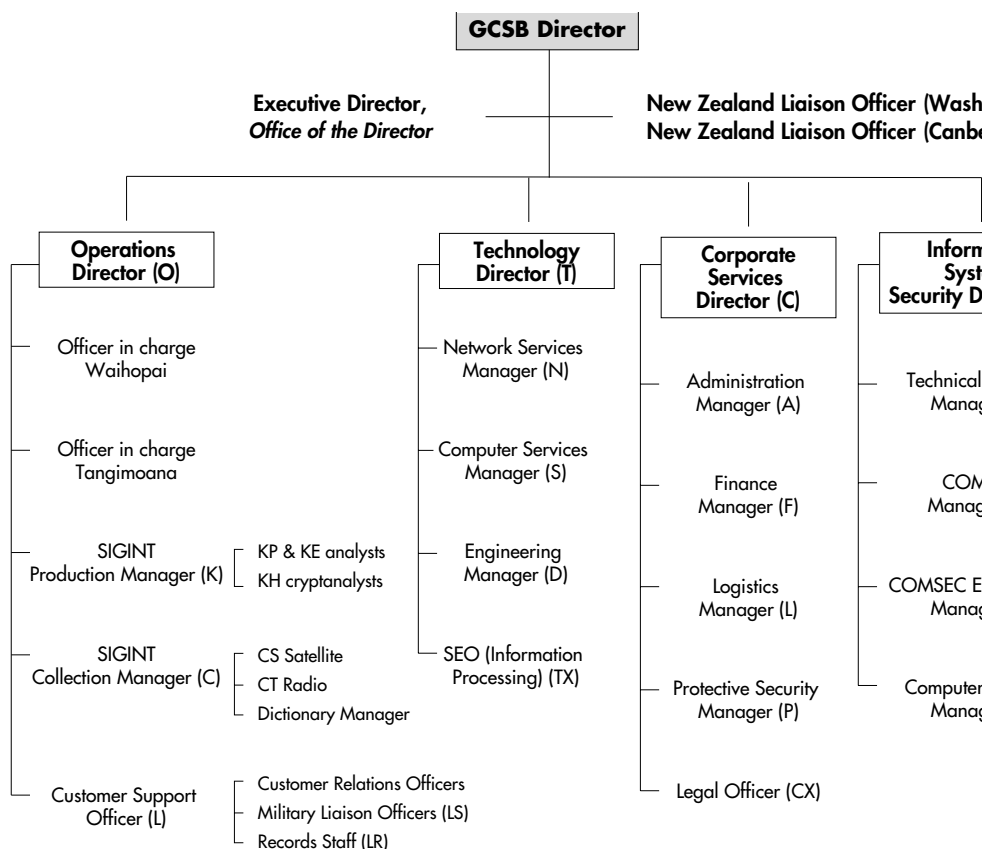 GCSB Director
Executive Director,
Office of the Director
New Zealand Liaison Officer
New Zealand Liaison Officer
Operations
Director (O)
Officer in charge
Waihopai
Officer in charge
Tangimoana
SIGINT
Production Manager (K)
KP & KE analysts
KH cryptanalysts
SIGINT
Collection Manager (C)
CS Satellite
CT Radio
Dictionary Manager
Customer Support
Officer (L)
Customer Relations Officers
Military Liaison Officers (LS)
Records Staff (LR)
Technology
Director (T)
Network Services
Manager (N)
Computer Services
Manager (S)
Engineering
Manager (D)
SEO (Information
Processing) (TX)
Corporate
Services
Director (C)
Administration
Manager (A)
Finance
Manager (F)
Logistics
Manager (L)
Protective Security
Manager (P)
Legal Officer (CX)
Security
Technical
COMSEC
Computer